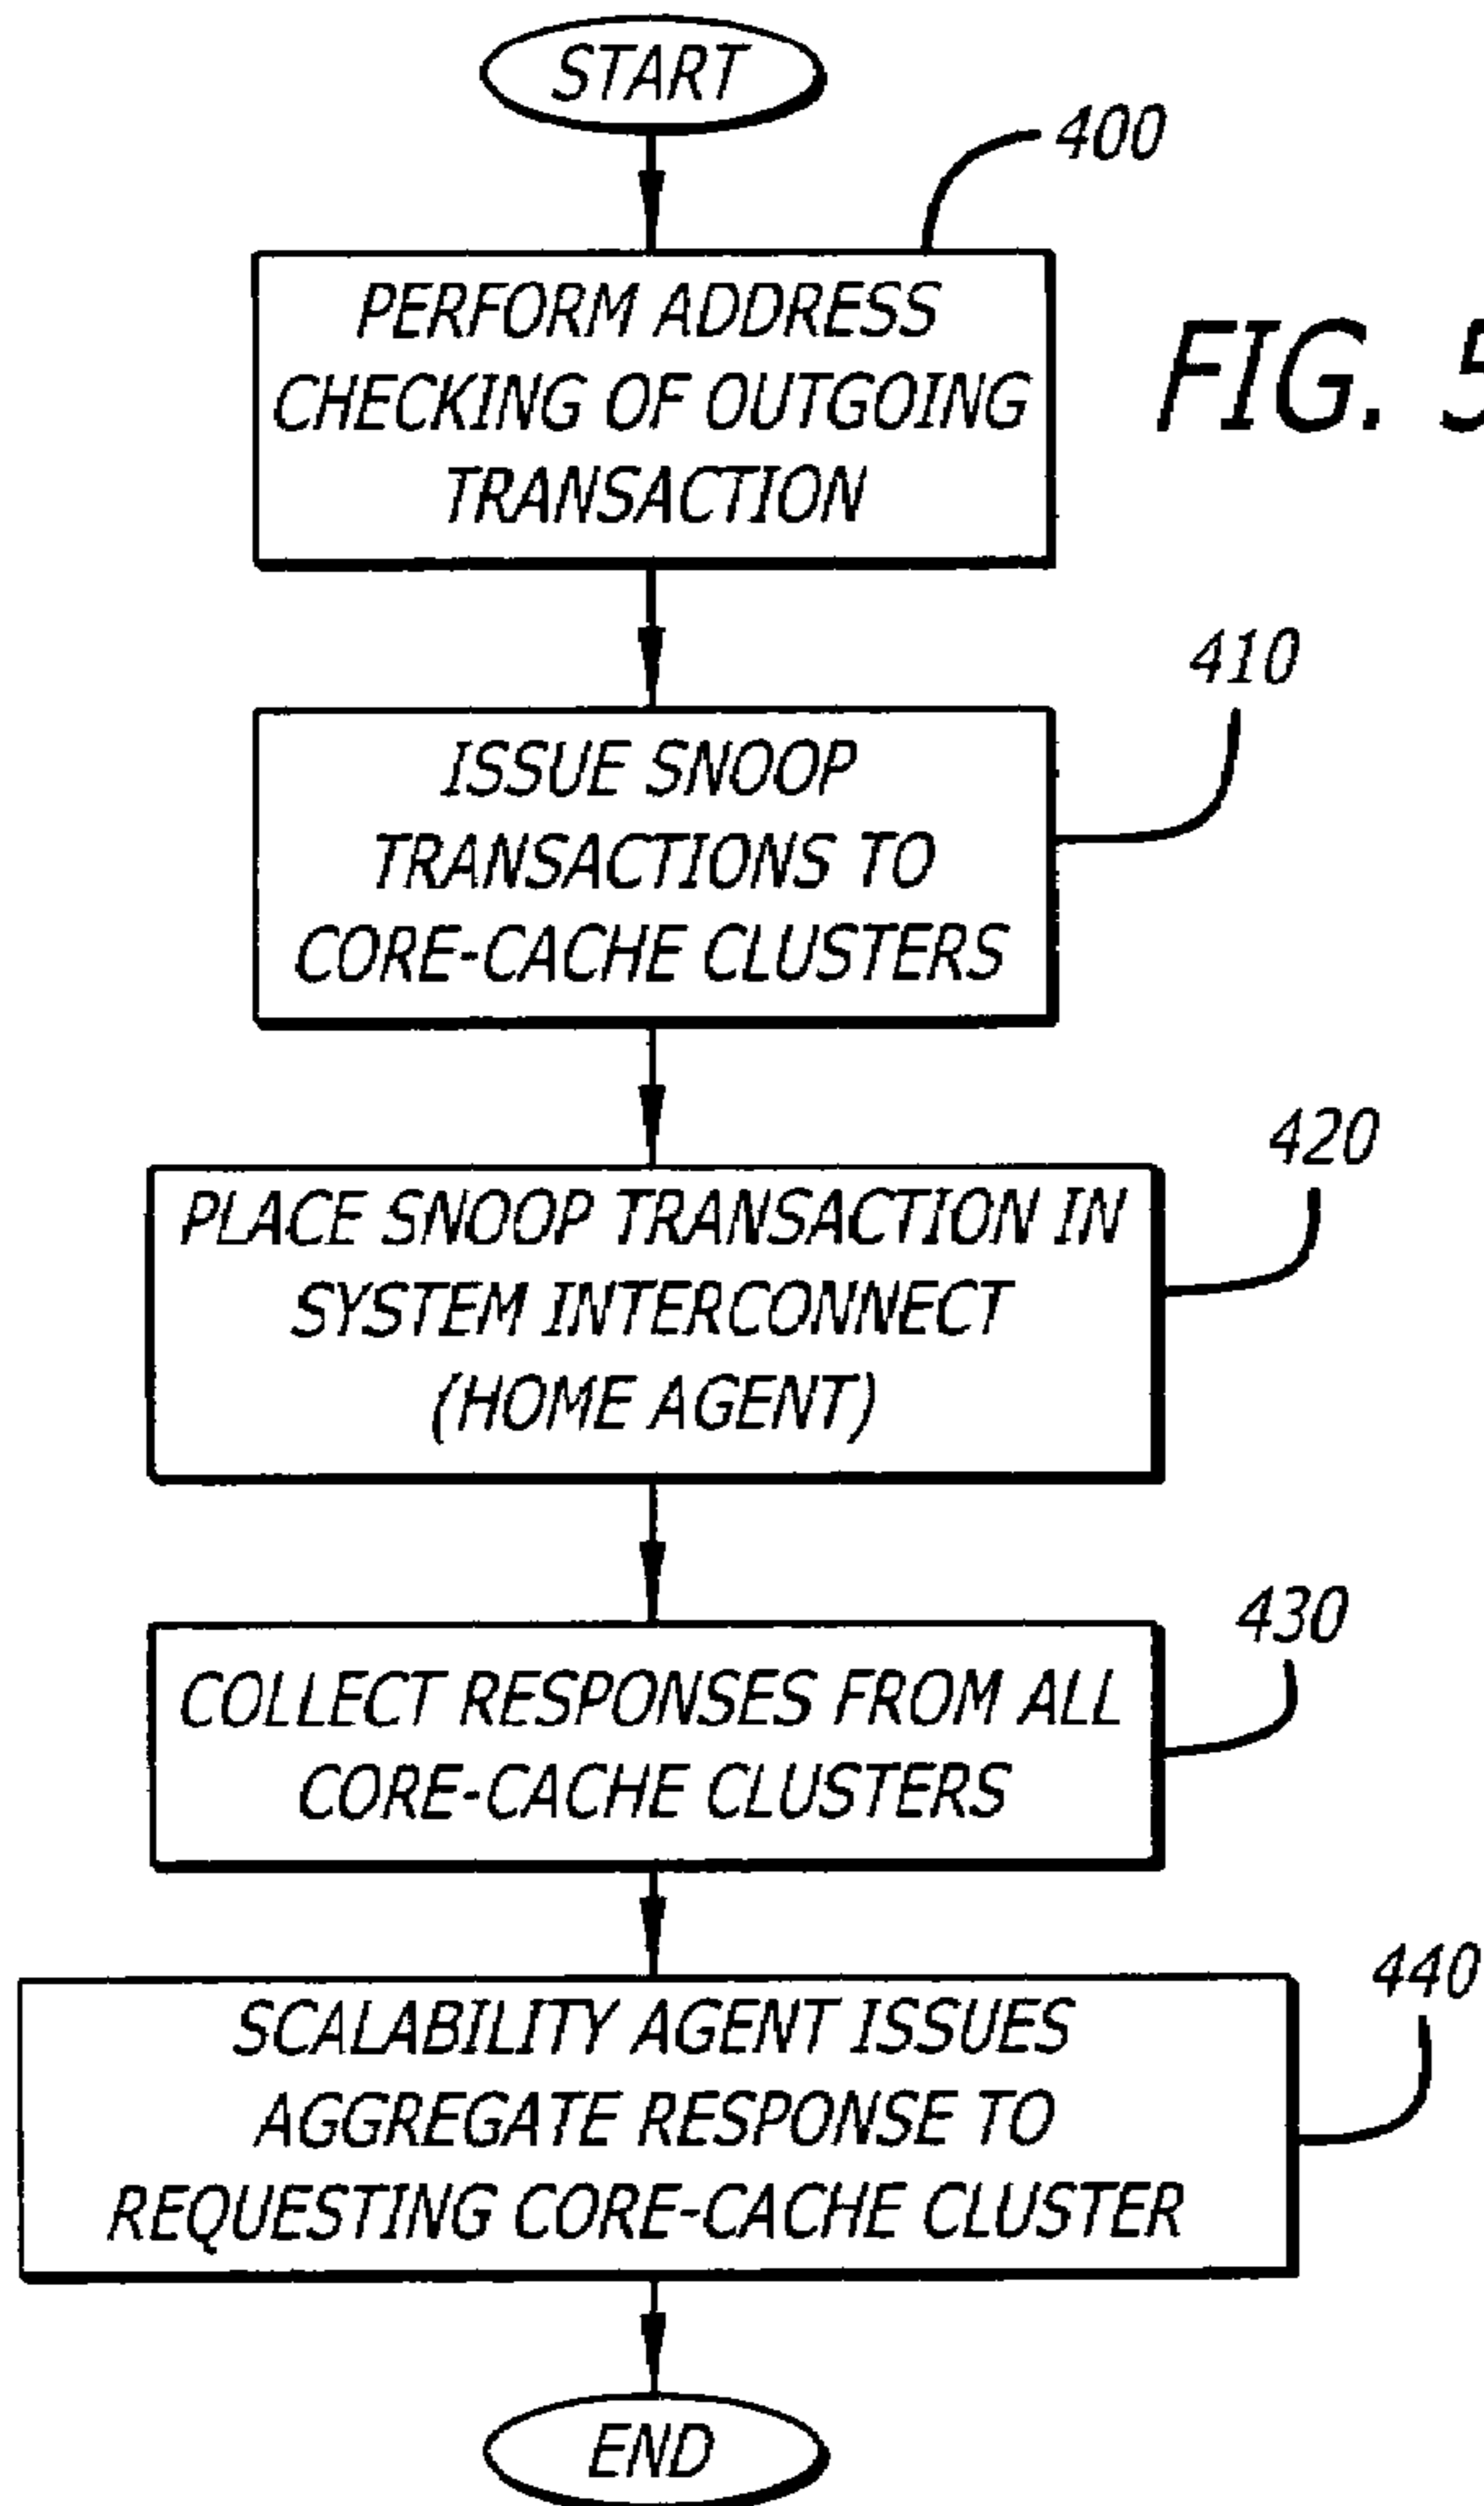 START
400
PERFORM ADDRESS
CHECKING OF OUTGOING
TRANSACTION
FIG. 5
410
ISSUE SNOOP
TRANSACTIONS TO
CORE-CACHE CLUSTERS
420
PLACE SNOOP TRANSACTION IN
SYSTEM INTERCONNECT
(HOME AGENT)
430
COLLECT RESPONSES FROM ALL
CORE-CACHE CLUSTERS
440
SCALABILITY AGENT ISSUES
AGGREGATE RESPONSE TO
REQUESTING CORE-CACHE CLUSTER
END